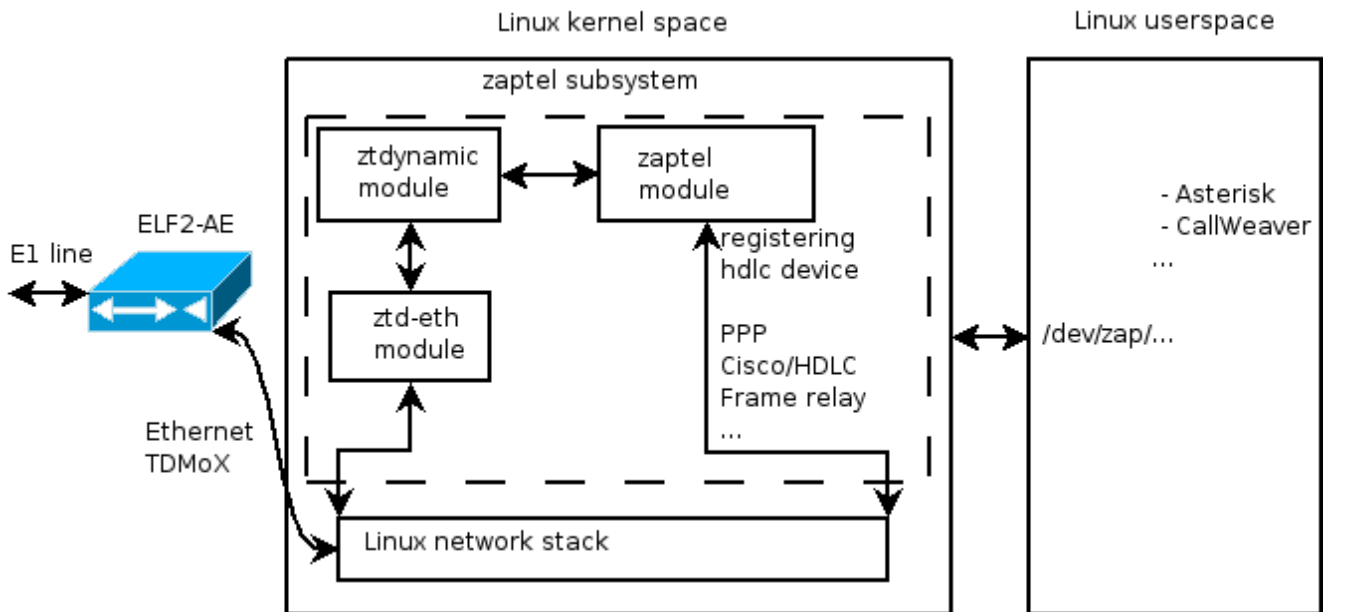 Linux kernel space
Linux userspace
zaptel subsystem
ztdynamic
module
zaptel
module
- Asterisk
- CallWeaver
...
ELF2-AE
E1 line
registering
hdlc device
ztd-eth
module
PPP
Cisco/HDLC
Frame relay
...
/dev/zap/...
Ethernet
TDMoX
Linux network stack